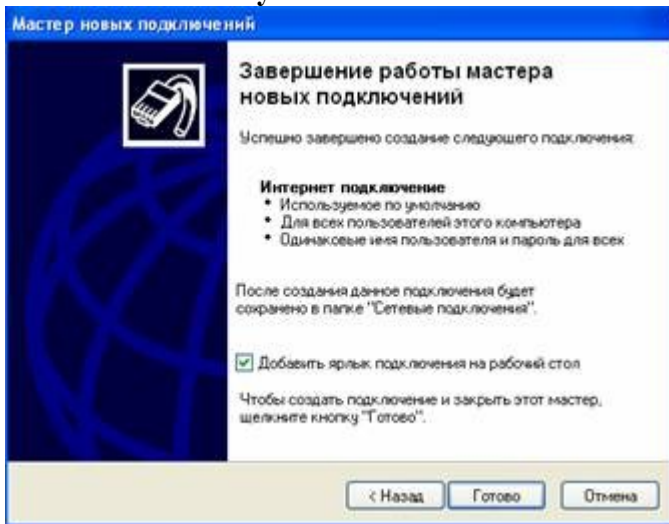 Мастер новых подключений
Завершение работы мастера
новых подключений
Успешно завершено создание следующего подключения:
Интернет подключение
• Используемое по умолчанию
• Для всех пользователей этого компьютера
• Одинаковые имя пользователя и пароль для всех
После создания данное подключения будет
сохранено в папке "Сетевые подключения".
Добавить ярлык подключения на рабочий стол
Чтобы создать подключение и закрыть этот мастер,
щелкните кнопку "Готово".
< Назад Готово Отмена